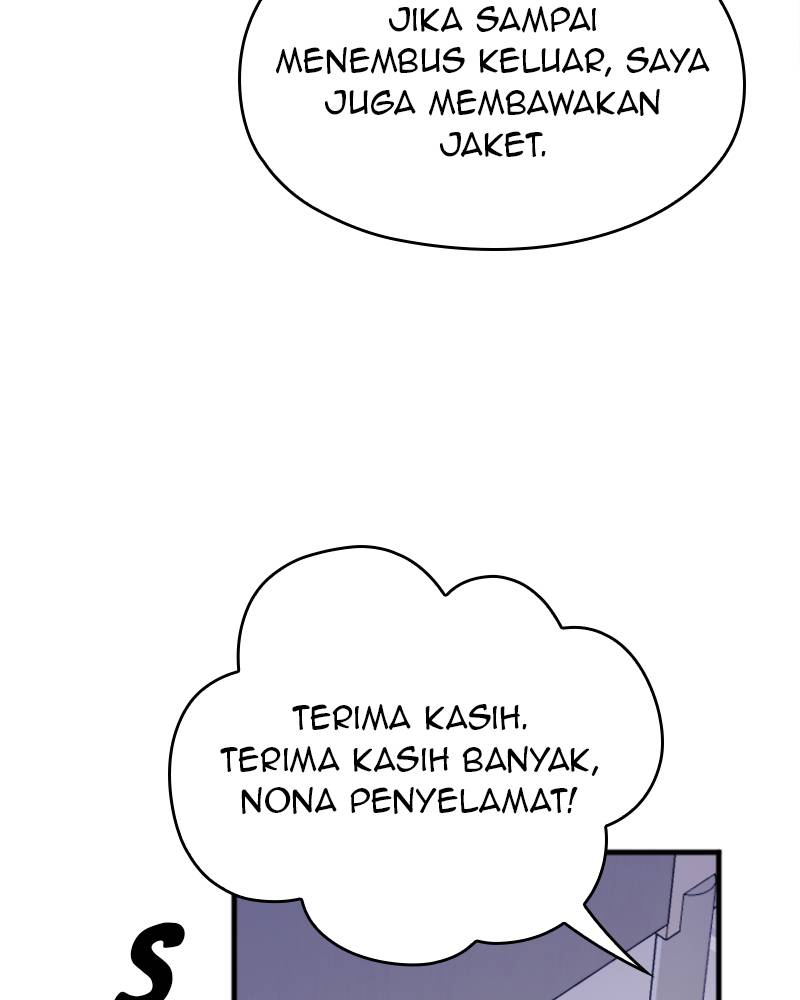 JIKA SAMPAI
MENEMBUS KELUAR, SAYA
JUGA MEMBAWAKAN
JAKET.
TERIMA KASIH.
TERIMA KASIH BANYAK,
NONA PENYELAMAT!
S